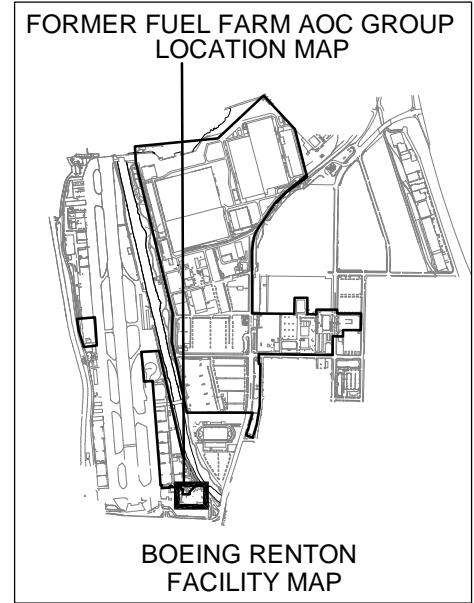 FORMER FUEL FARM AOC GROUP
LOCATION MAP
BOEING RENTON
FACILITY MAP